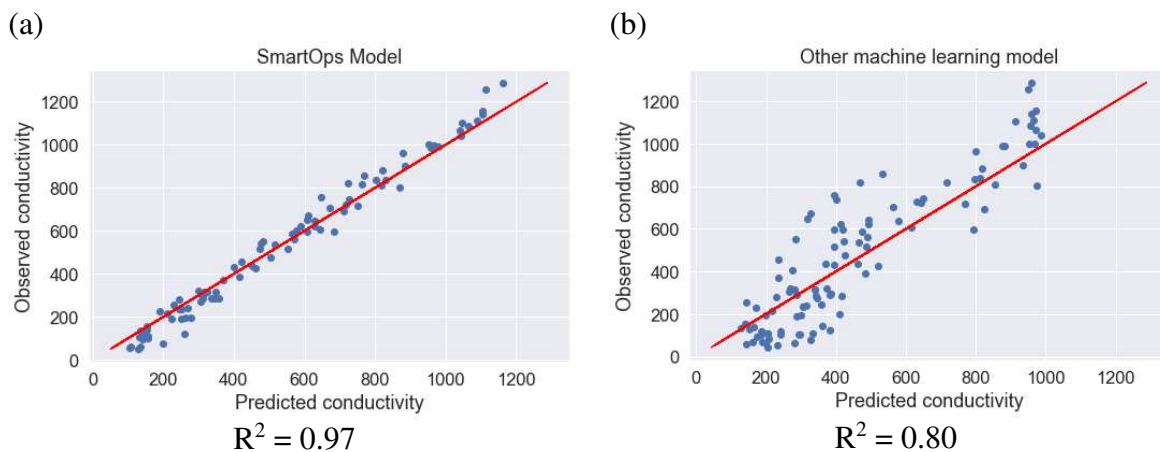 (a)
SmartOps Model
Observed conductivity
1200
1000
800
600
400
200
0
0 200 400 600 800 1000 1200
Predicted conductivity
R² = 0.97
(b)
Other machine learning model
Observed conductivity
1200
1000
800
600
400
200
0
0 200 400 600 800 1000 1200
Predicted conductivity
R² = 0.80